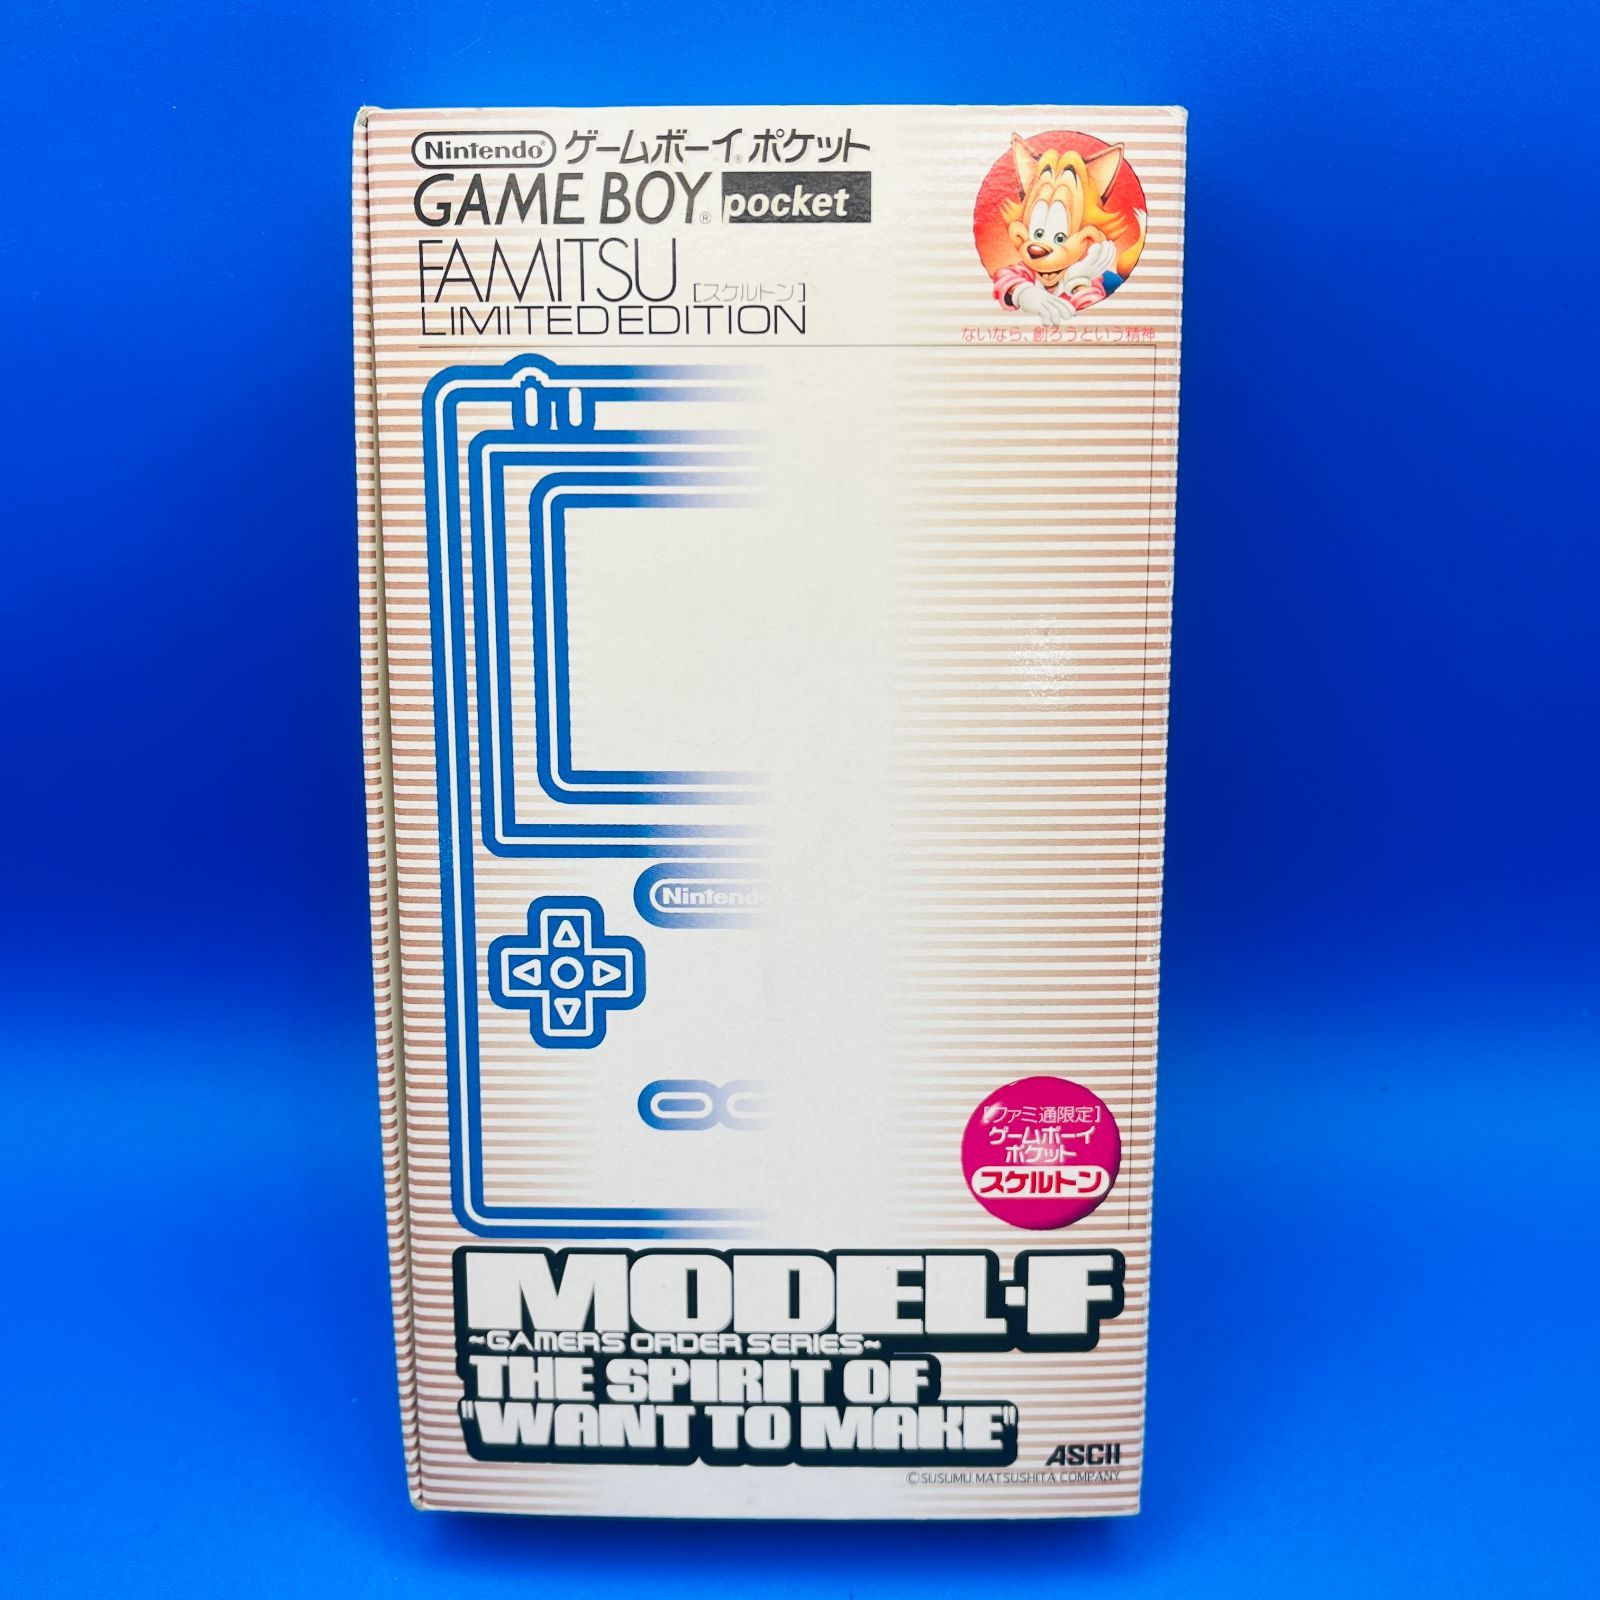 Nintendo® ゲームボーイ® ポケット
GAME BOY® pocket
FAMITSU [スケルトン]
LIMITED EDITION
ないなら、創ろうという精神
Nintendo
[ファミ通限定]
ゲームボーイ
ポケット
スケルトン
MODEL・F
~GAMERS ORDER SERIES~
THE SPIRIT OF
"WANT TO MAKE"
ASCII
© SUSUMU MATSUSHITA COMPANY